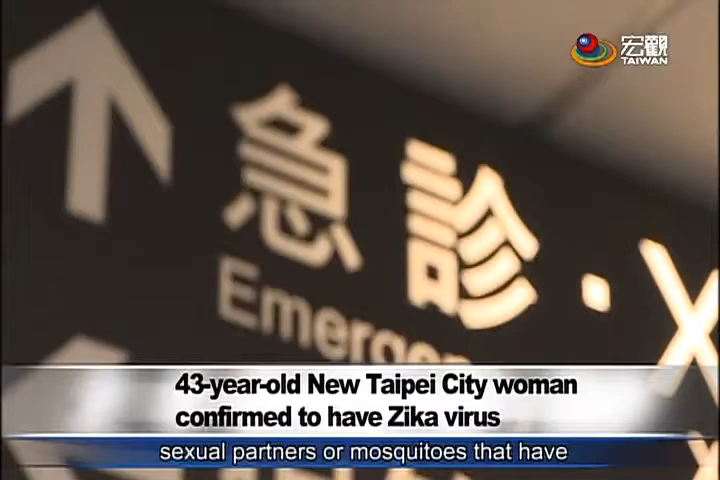 宏觀
TAIWAN
急診·X
Emergen
43-year-old New Taipei City woman
confirmed to have Zika virus
sexual partners or mosquitoes that have